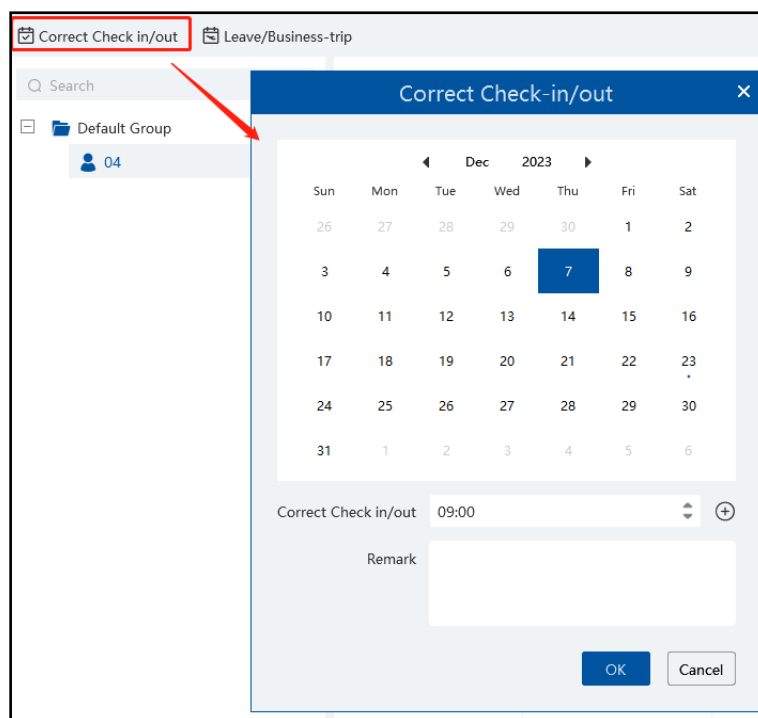 Correct Check in/out Leave/Business-trip
Search
Default Group
04
Correct Check-in/out
Dec 2023
Sun Mon Tue Wed Thu Fri Sat
26 27 28 29 30 1 2
3 4 5 6 7 8 9
10 11 12 13 14 15 16
17 18 19 20 21 22 23
24 25 26 27 28 29 30
31 1 2 3 4 5 6
Correct Check in/out 09:00
Remark
OK Cancel